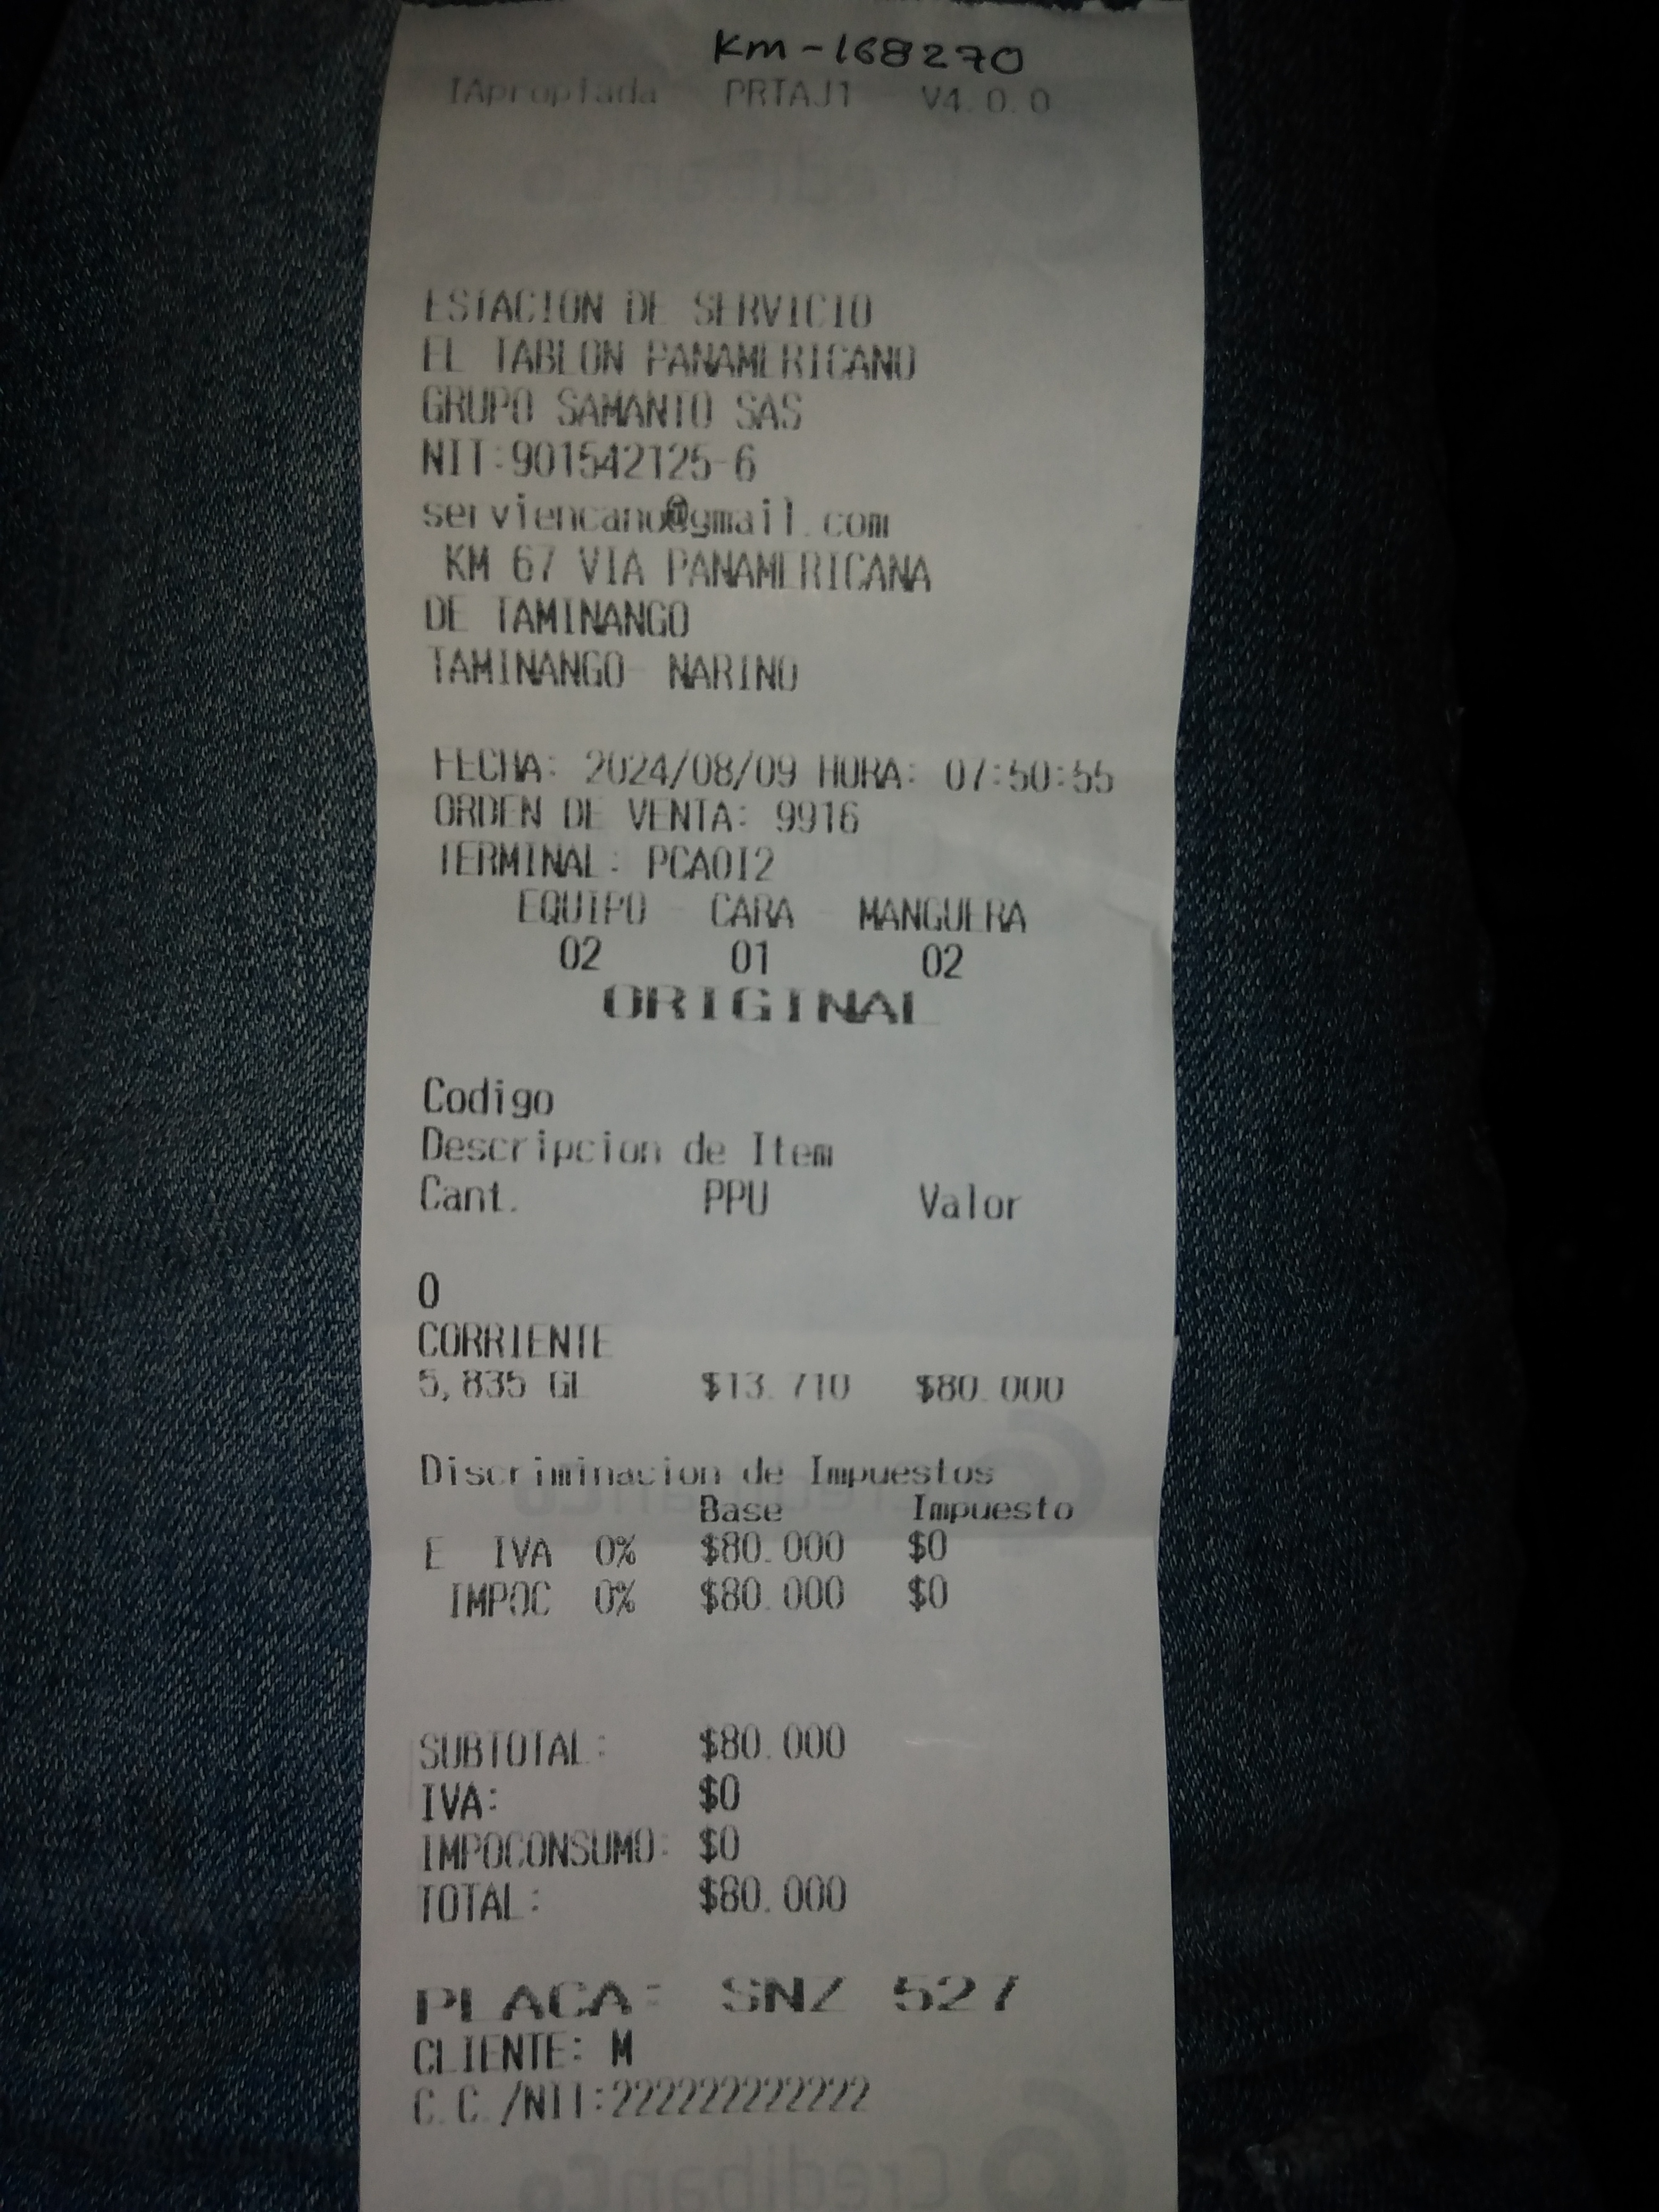 Km-168270
IApropiada PRTAJ1 V4.0.0
CredibanCo
ESTACION DE SERVICIO
EL TABLON PANAMERICANO
GRUPO SAMANTO SAS
NIT:901542125-6
serviencano@gmail.com
KM 67 VIA PANAMERICANA
DE TAMINANGO
TAMINANGO- NARINO
FECHA: 2024/08/09 HORA: 07:50:55
ORDEN DE VENTA: 9916
TERMINAL: PCA0I2
EQUIPO - CARA - MANGUERA
02 01 02
ORIGINAL
Codigo
Descripcion de Item
Cant. PPU Valor
0
CORRIENTE
5,835 GL $13.710 $80.000
Discriminacion de Impuestos
Base Impuesto
E IVA 0% $80.000 $0
IMPOC 0% $80.000 $0
SUBTOTAL: $80.000
IVA: $0
IMPOCONSUMO: $0
TOTAL: $80.000
PLACA: SNZ 527
CLIENTE: M
C.C./NIT:222222222222
CredibanCo